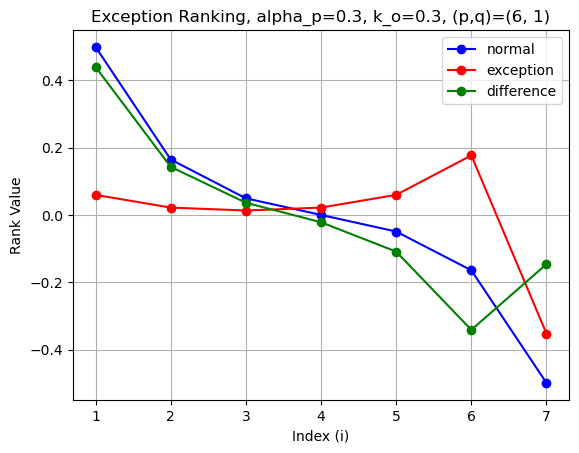 Exception Ranking, alpha_p=0.3, k_o=0.3, (p,q)=(6, 1)
normal
exception
difference
0.4
0.2
0.0
−0.2
−0.4
Rank Value
1 2 3 4 5 6 7
Index (i)